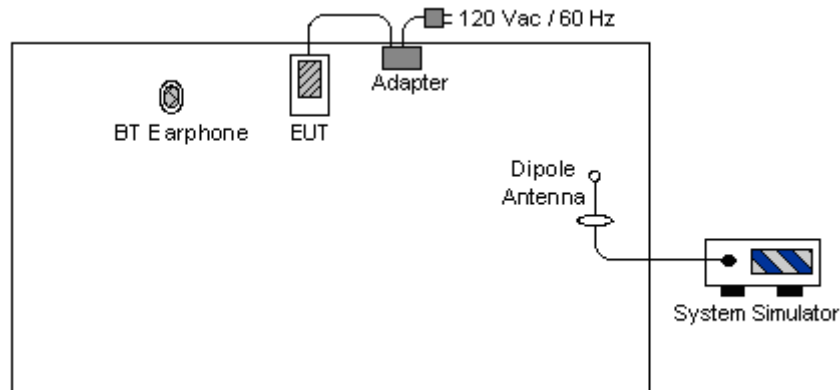 120 Vac / 60 Hz
Adapter
BT Earphone
EUT
Dipole
Antenna
System Simulator